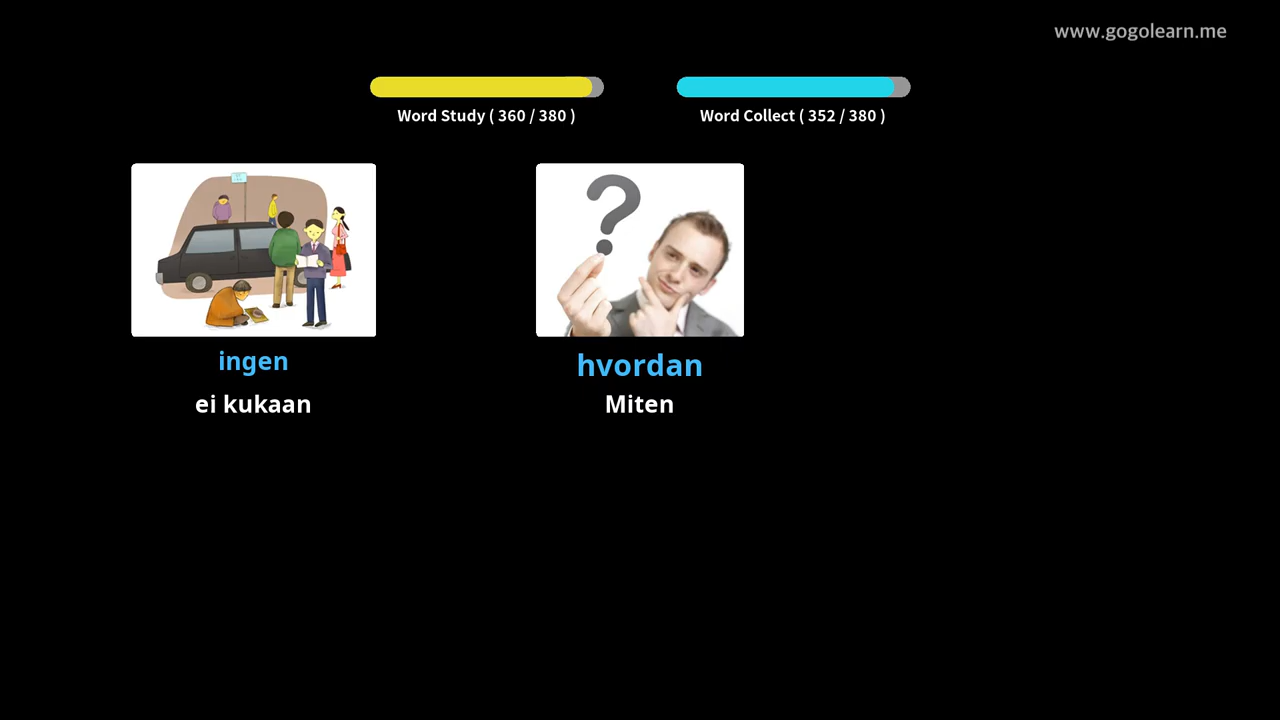 www.gogolearn.me
Word Study ( 360 / 380 )
Word Collect ( 352 / 380 )
ingen
ei kukaan
hvordan
Miten